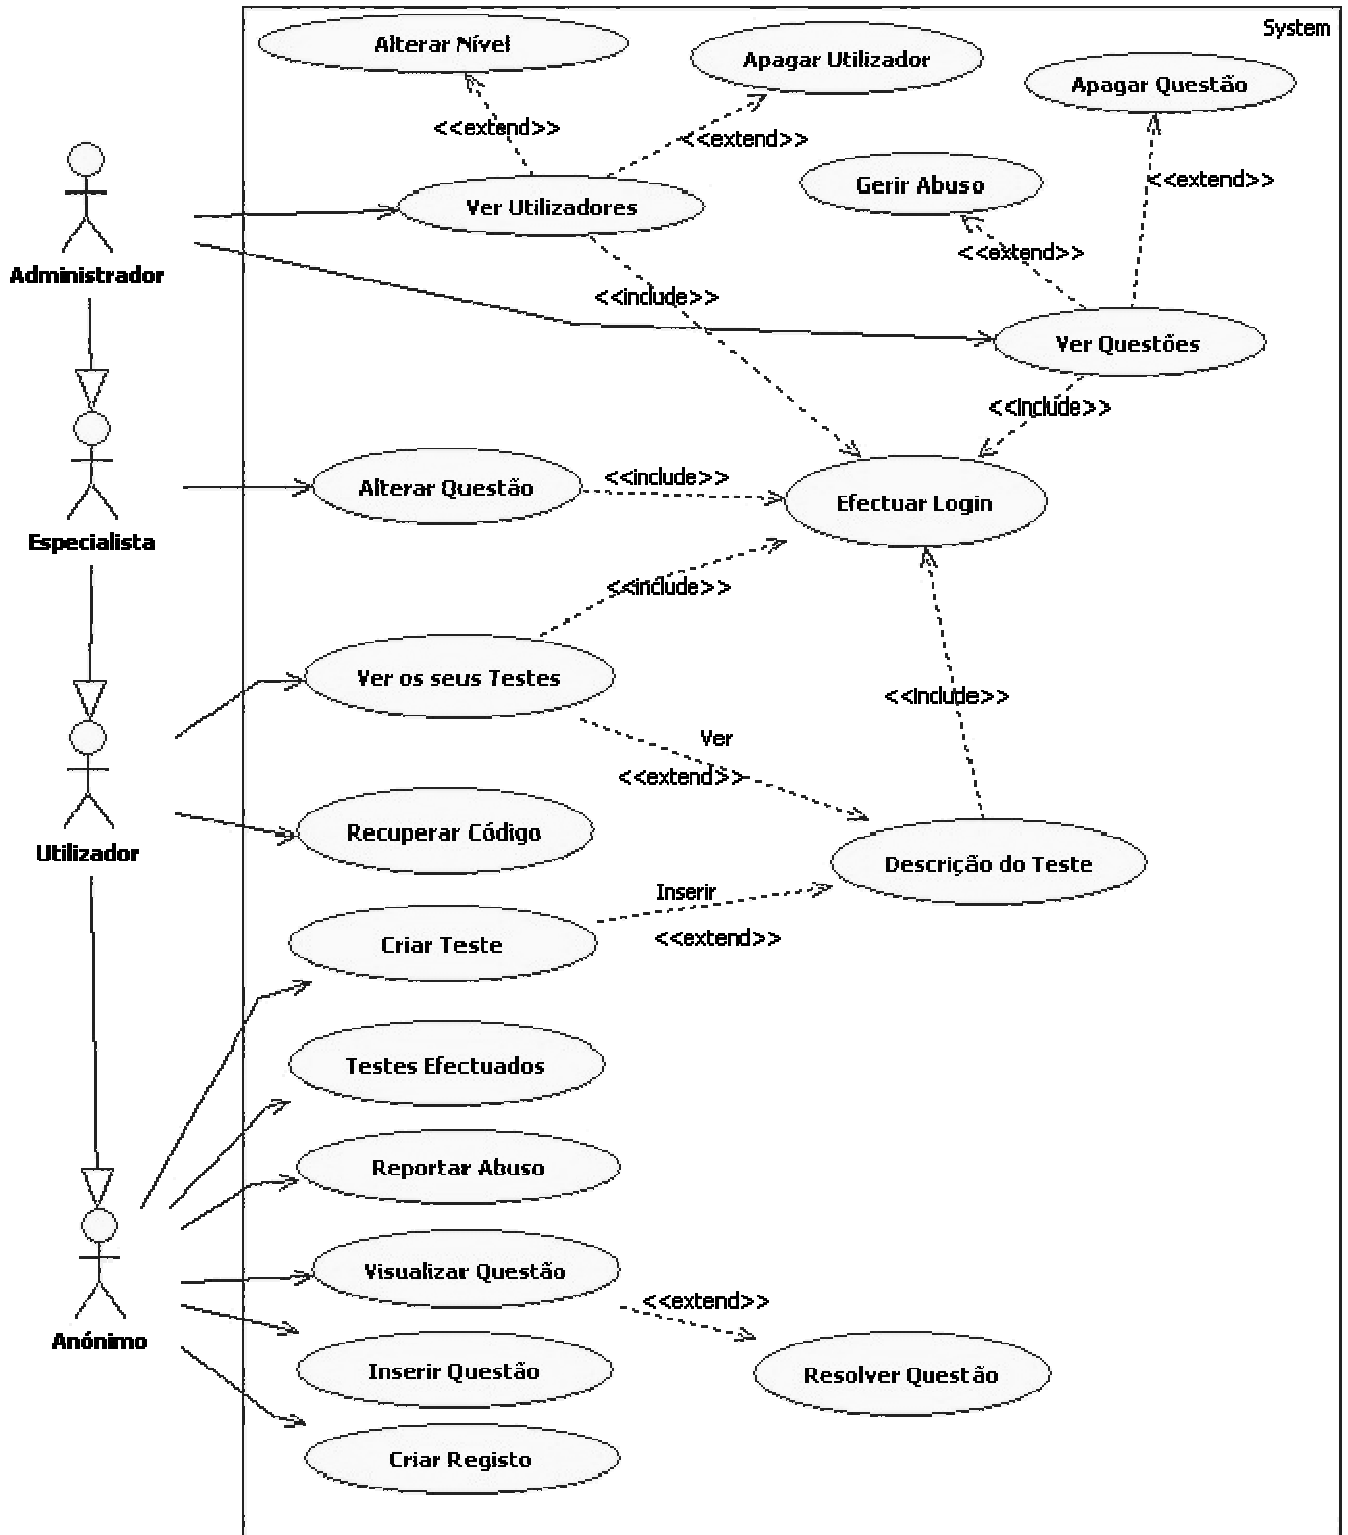 System
Alterar Nível
Apagar Utilizador
Apagar Questão
<<extend>>
<<extend>>
<<extend>>
Gerir Abuso
Ver Utilizadores
<<extend>>
Administrador
<<include>>
Ver Questões
<<include>>
Alterar Questão
<<include>>
Efectuar Login
Especialista
<<include>>
Ver os seus Testes
<<include>>
Ver
<<extend>>
Recuperar Código
Utilizador
Descrição do Teste
Inserir
<<extend>>
Criar Teste
Testes Efectuados
Reportar Abuso
Visualizar Questão
<<extend>>
Anónimo
Inserir Questão
Resolver Questão
Criar Registo